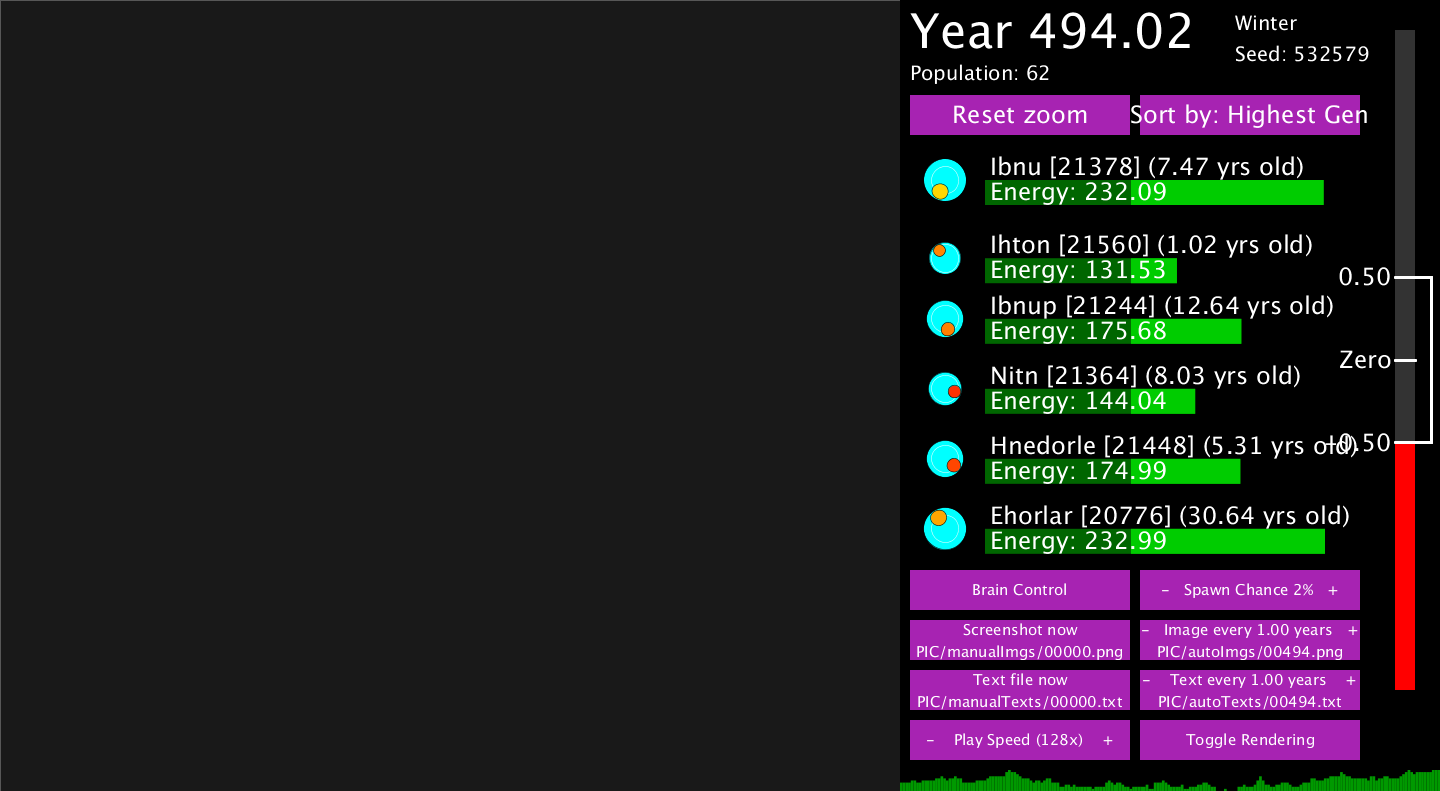 Year 494.02
Winter
Seed: 532579
Population: 62
Reset zoom
Sort by: Highest Gen
Ibnu [21378] (7.47 yrs old)
Energy: 232.09
Ihton [21560] (1.02 yrs old)
Energy: 131.53
0.50
Ibnup [21244] (12.64 yrs old)
Energy: 175.68
Zero
Nitn [21364] (8.03 yrs old)
Energy: 144.04
Hnedorle [21448] (5.31 yrs old)
-0.50
Energy: 174.99
Ehorlar [20776] (30.64 yrs old)
Energy: 232.99
Brain Control
- Spawn Chance 2% +
Screenshot now
PIC/manualImgs/00000.png
- Image every 1.00 years +
PIC/autoImgs/00494.png
Text file now
PIC/manualTexts/00000.txt
- Text every 1.00 years +
PIC/autoTexts/00494.txt
- Play Speed (128x) +
Toggle Rendering